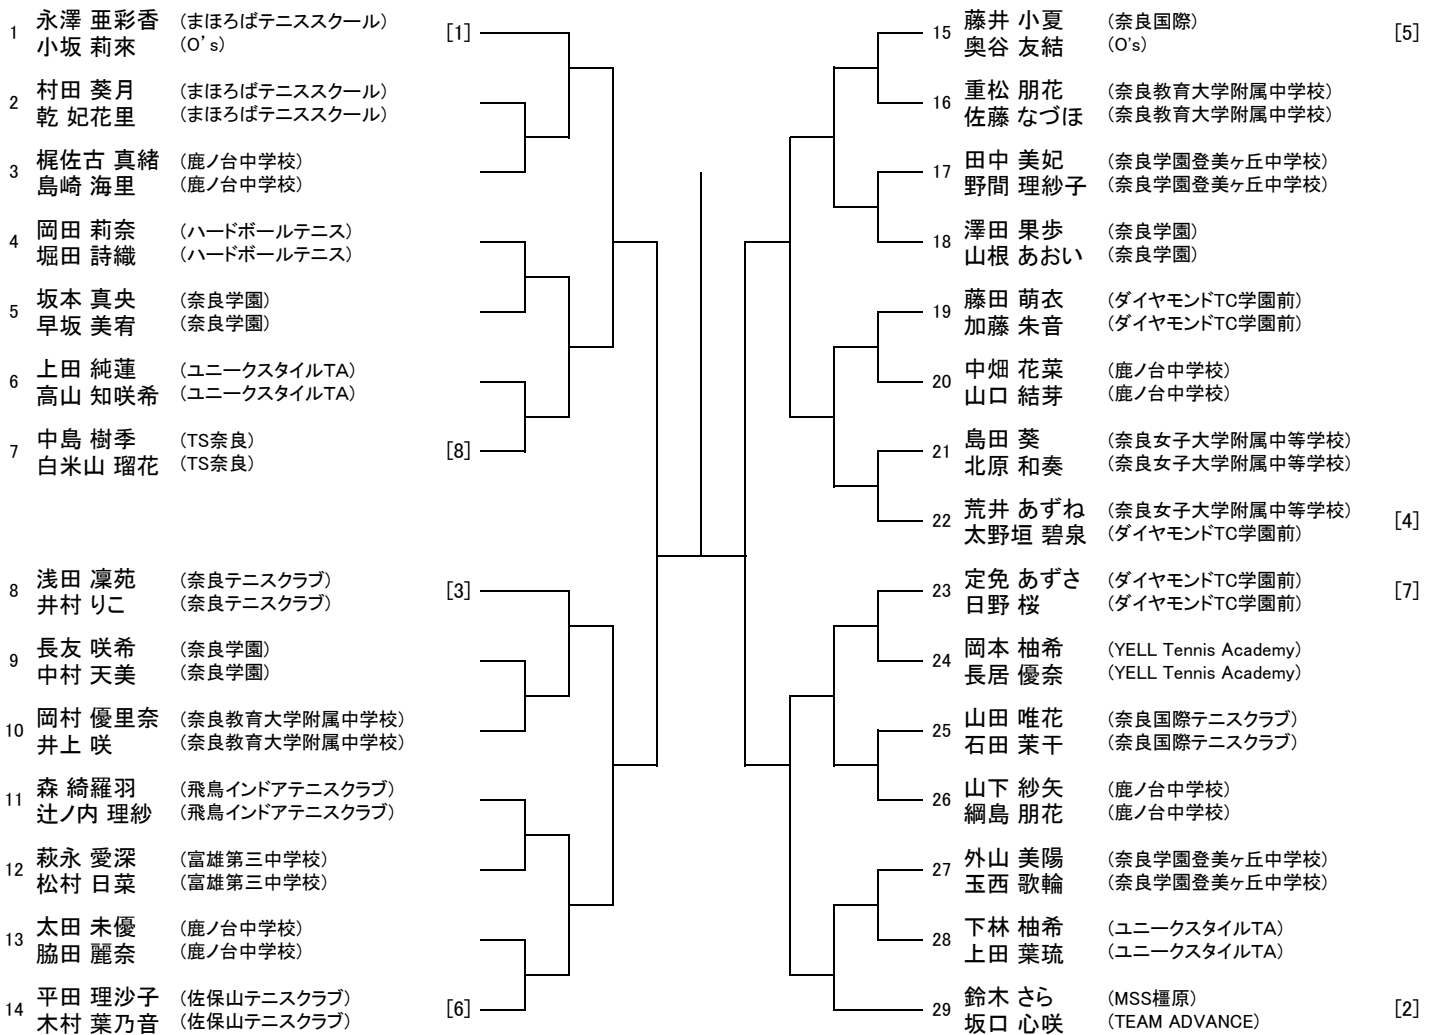 1 永澤 亜彩香 (まほろばテニススクール) [1]
小坂 莉來 (O’s)
2 村田 葵月 (まほろばテニススクール)
乾 妃花里 (まほろばテニススクール)
3 梶佐古 真緒 (鹿ノ台中学校)
島崎 海里 (鹿ノ台中学校)
4 岡田 莉奈 (ハードボールテニス)
堀田 詩織 (ハードボールテニス)
5 坂本 真央 (奈良学園)
早坂 美宥 (奈良学園)
6 上田 純蓮 (ユニークスタイルTA)
高山 知咲希 (ユニークスタイルTA)
7 中島 樹季 (TS奈良) [8]
白米山 瑠花 (TS奈良)
8 浅田 凜苑 (奈良テニスクラブ) [3]
井村 りこ (奈良テニスクラブ)
9 長友 咲希 (奈良学園)
中村 天美 (奈良学園)
10 岡村 優里奈 (奈良教育大学附属中学校)
井上 咲 (奈良教育大学附属中学校)
11 森 綺羅羽 (飛鳥インドアテニスクラブ)
辻ノ内 理紗 (飛鳥インドアテニスクラブ)
12 萩永 愛深 (富雄第三中学校)
松村 日菜 (富雄第三中学校)
13 太田 未優 (鹿ノ台中学校)
脇田 麗奈 (鹿ノ台中学校)
14 平田 理沙子 (佐保山テニスクラブ) [6]
木村 葉乃音 (佐保山テニスクラブ)
15 藤井 小夏 (奈良国際) [5]
奥谷 友結 (O's)
16 重松 朋花 (奈良教育大学附属中学校)
佐藤 なづほ (奈良教育大学附属中学校)
17 田中 美妃 (奈良学園登美ヶ丘中学校)
野間 理紗子 (奈良学園登美ヶ丘中学校)
18 澤田 果歩 (奈良学園)
山根 あおい (奈良学園)
19 藤田 萌衣 (ダイヤモンドTC学園前)
加藤 朱音 (ダイヤモンドTC学園前)
20 中畑 花菜 (鹿ノ台中学校)
山口 結芽 (鹿ノ台中学校)
21 島田 葵 (奈良女子大学附属中等学校)
北原 和奏 (奈良女子大学附属中等学校)
22 荒井 あずね (奈良女子大学附属中等学校) [4]
太野垣 碧泉 (ダイヤモンドTC学園前)
23 定免 あずさ (ダイヤモンドTC学園前) [7]
日野 桜 (ダイヤモンドTC学園前)
24 岡本 柚希 (YELL Tennis Academy)
長居 優奈 (YELL Tennis Academy)
25 山田 唯花 (奈良国際テニスクラブ)
石田 茉干 (奈良国際テニスクラブ)
26 山下 紗矢 (鹿ノ台中学校)
綱島 朋花 (鹿ノ台中学校)
27 外山 美陽 (奈良学園登美ヶ丘中学校)
玉西 歌輪 (奈良学園登美ヶ丘中学校)
28 下林 柚希 (ユニークスタイルTA)
上田 葉琉 (ユニークスタイルTA)
29 鈴木 さら (MSS橿原) [2]
坂口 心咲 (TEAM ADVANCE)